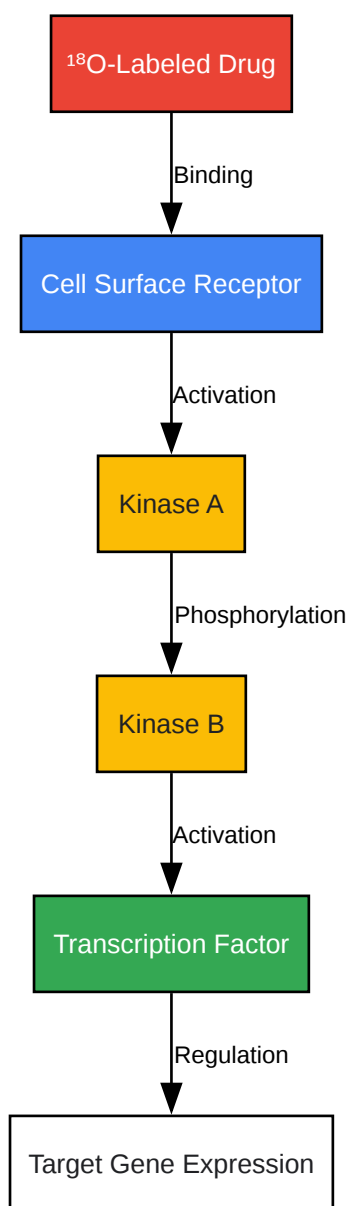 ¹⁸O-Labeled Drug
Binding
Cell Surface Receptor
Activation
Kinase A
Phosphorylation
Kinase B
Activation
Transcription Factor
Regulation
Target Gene Expression